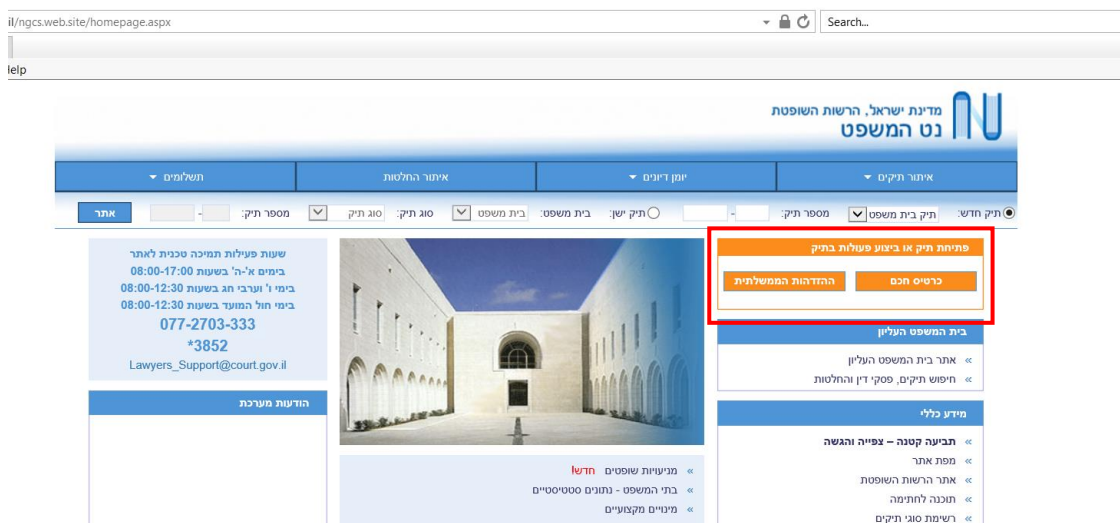 il/ngcs.web.site/homepage.aspx
Search...
Help
מדינת ישראל, הרשות השופטת
נט המשפט
איתור תיקים
יומן דיונים
איתור החלטות
תשלומים
תיק חדש: תיק בית משפט מספר תיק: - תיק ישן: בית משפט: בית משפט סוג תיק: סוג תיק מספר תיק: - אתר
פתיחת תיק או ביצוע פעולות בתיק
כרטיס חכם
ההזדהות הממשלתית
בית המשפט העליון
» אתר בית המשפט העליון
» חיפוש תיקים, פסקי דין והחלטות
מידע כללי
» תביעה קטנה – צפייה והגשה
» מפת אתר
» אתר הרשות השופטת
» תוכנה לחתימה
» רשימת סוגי תיקים
» מניעויות שופטים חדש!
» בתי המשפט - נתונים סטטיסטיים
» מינויים מקצועיים
שעות פעילות תמיכה טכנית לאתר
בימים א'-ה' בשעות 08:00-17:00
בימי ו' וערבי חג בשעות 08:00-12:30
בימי חול המועד בשעות 08:00-12:30
077-2703-333
*3852
Lawyers_Support@court.gov.il
הודעות מערכת